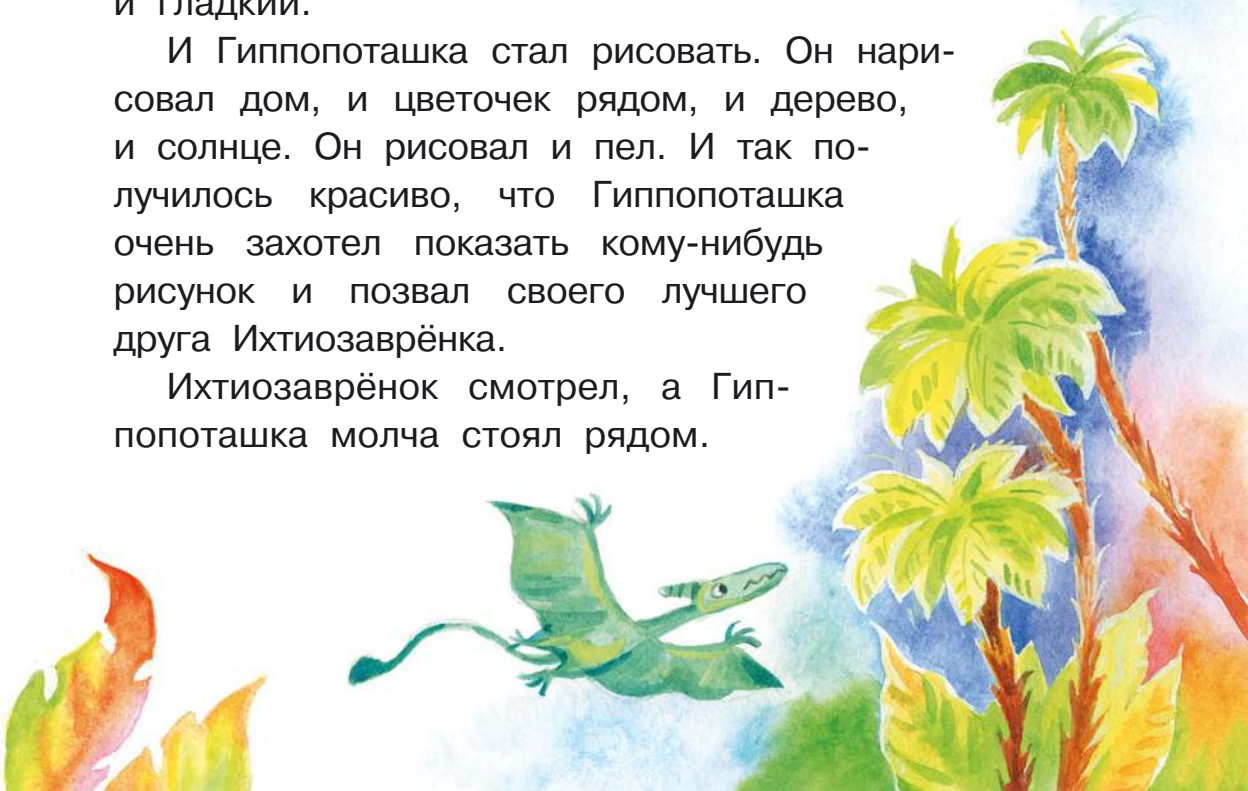 и гладкий.
И Гиппопоташка стал рисовать. Он нари-
совал дом, и цветочек рядом, и дерево,
и солнце. Он рисовал и пел. И так по-
лучилось красиво, что Гиппопоташка
очень захотел показать кому-нибудь
рисунок и позвал своего лучшего
друга Ихтиозаврёнка.
Ихтиозаврёнок смотрел, а Гип-
попоташка молча стоял рядом.